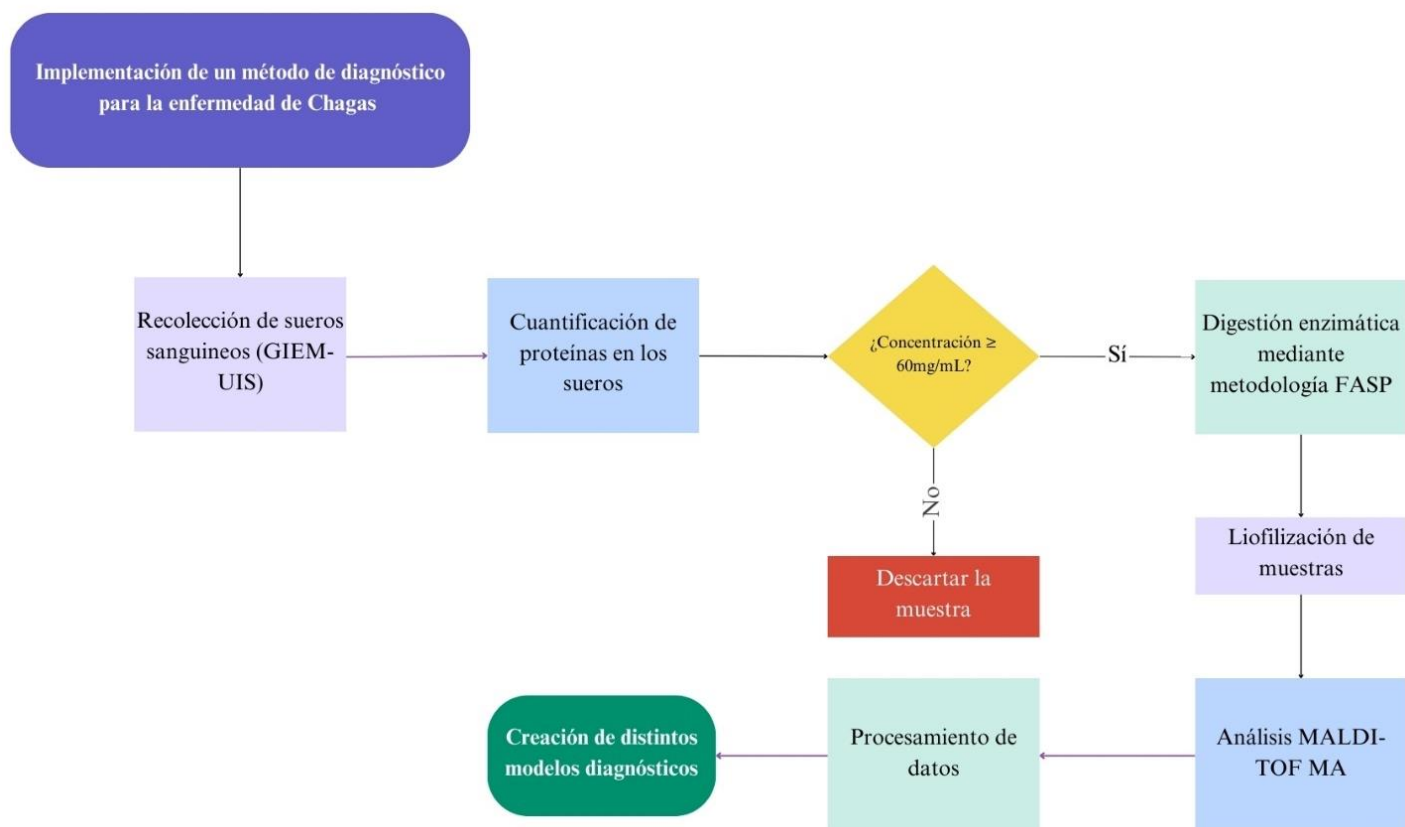 Implementación de un método de diagnóstico
para la enfermedad de Chagas
Recolección de sueros
sanguineos (GIEM-
UIS)
Cuantificación de
proteínas en los
sueros
¿Concentración ≥
60mg/mL?
Sí
Digestión enzimática
mediante
metodología FASP
No
Descartar la
muestra
Liofilización de
muestras
Análisis MALDI-
TOF MA
Procesamiento de
datos
Creación de distintos
modelos diagnósticos